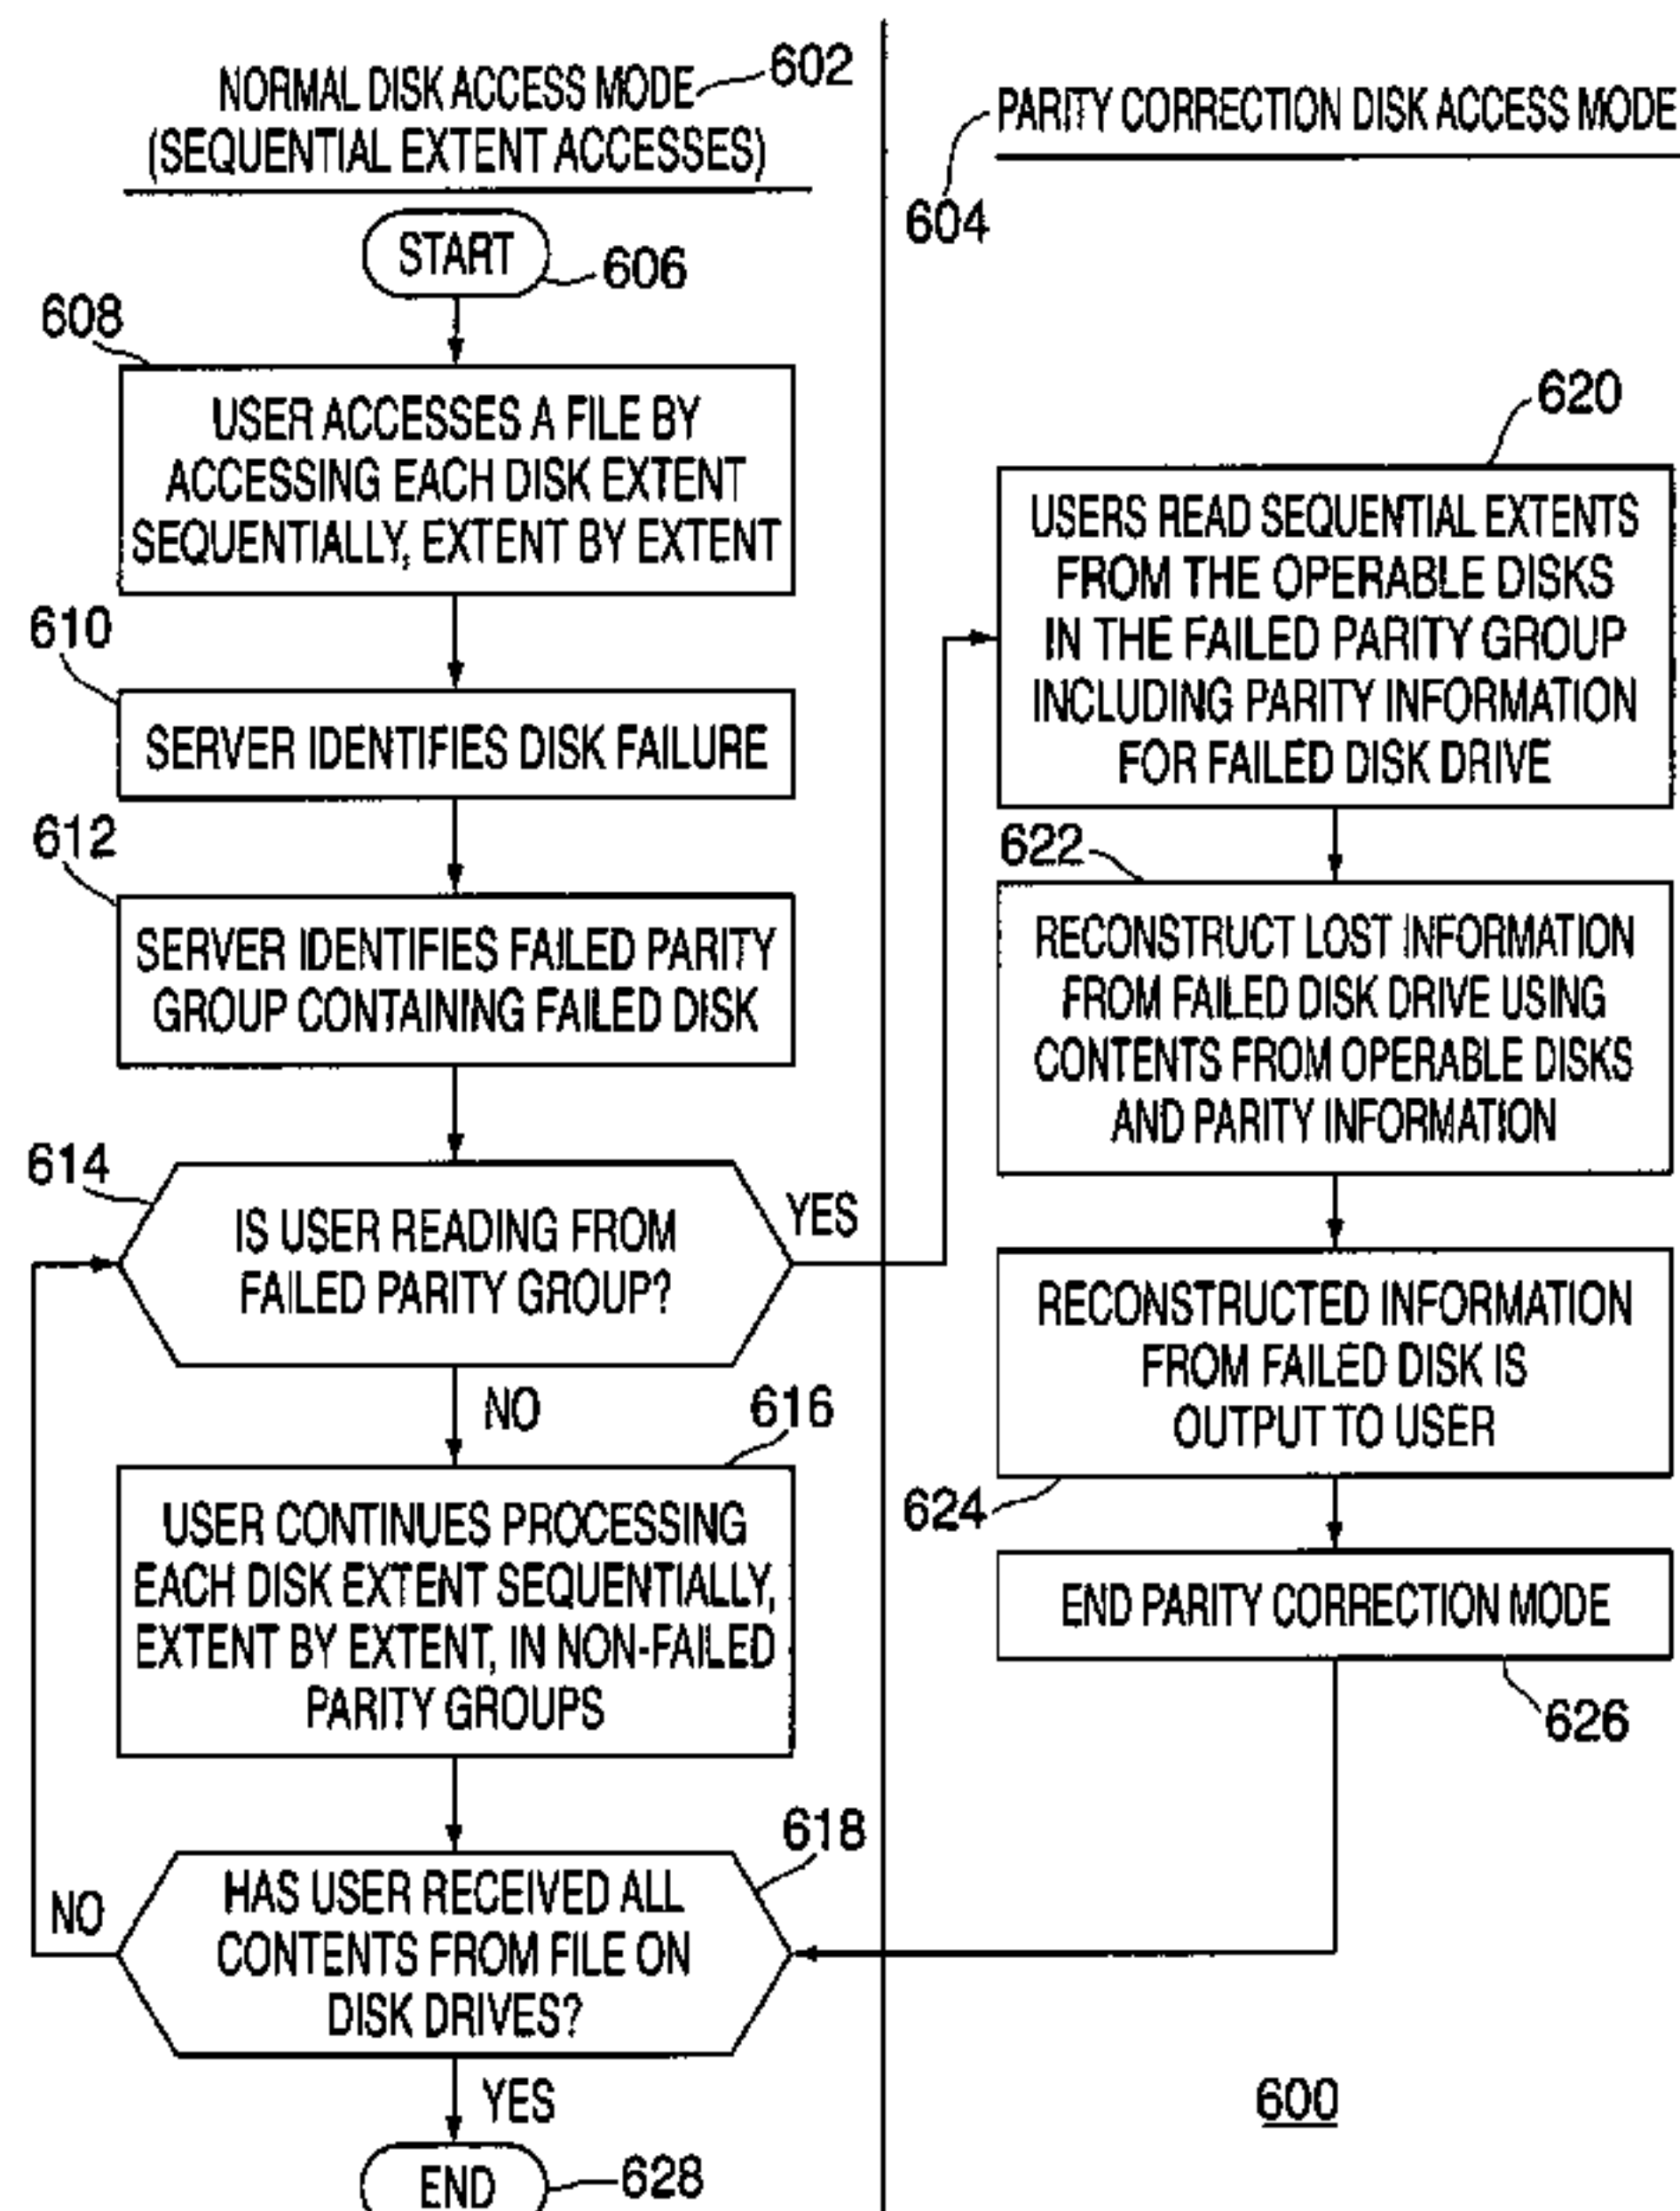 NORMAL DISK ACCESS MODE 602
(SEQUENTIAL EXTENT ACCESSES)
START
606
608
USER ACCESSES A FILE BY
ACCESSING EACH DISK EXTENT
SEQUENTIALLY, EXTENT BY EXTENT
610
SERVER IDENTIFIES DISK FAILURE
612
SERVER IDENTIFIES FAILED PARITY
GROUP CONTAINING FAILED DISK
614
IS USER READING FROM
FAILED PARITY GROUP?
YES
NO
616
USER CONTINUES PROCESSING
EACH DISK EXTENT SEQUENTIALLY,
EXTENT BY EXTENT, IN NON-FAILED
PARITY GROUPS
618
HAS USER RECEIVED ALL
CONTENTS FROM FILE ON
DISK DRIVES?
NO
YES
END
628
PARITY CORRECTION DISK ACCESS MODE
604
620
USERS READ SEQUENTIAL EXTENTS
FROM THE OPERABLE DISKS
IN THE FAILED PARITY GROUP
INCLUDING PARITY INFORMATION
FOR FAILED DISK DRIVE
622
RECONSTRUCT LOST INFORMATION
FROM FAILED DISK DRIVE USING
CONTENTS FROM OPERABLE DISKS
AND PARITY INFORMATION
RECONSTRUCTED INFORMATION
FROM FAILED DISK IS
OUTPUT TO USER
624
END PARITY CORRECTION MODE
626
600